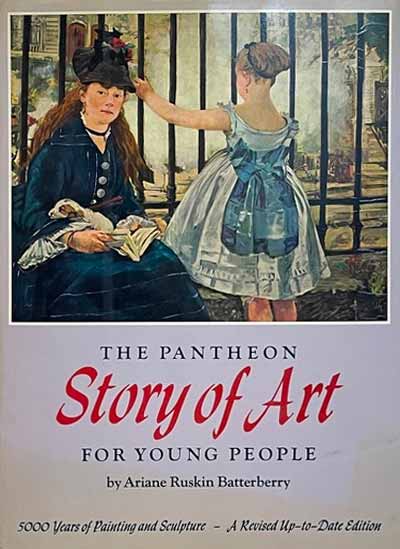 THE PANTHEON
Story of Art
FOR YOUNG PEOPLE
by Ariane Ruskin Batterberry
5000 Years of Painting and Sculpture – A Revised Up-to-Date Edition